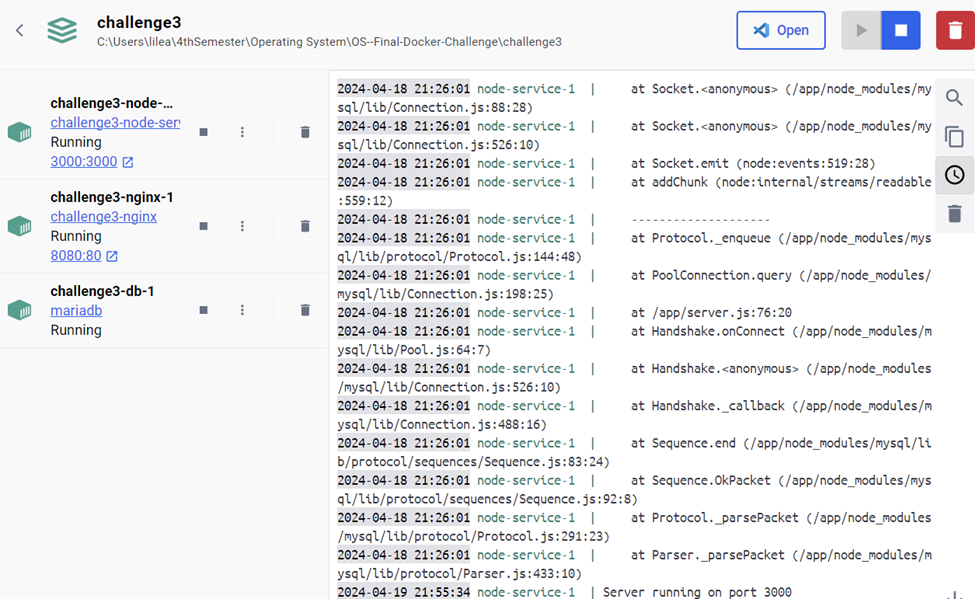 challenge3
C:\Users\lilea\4thSemester\Operating System\OS--Final-Docker-Challenge\challenge3
Open
challenge3-node-...
challenge3-node-serv
Running
3000:3000
challenge3-nginx-1
challenge3-nginx
Running
8080:80
challenge3-db-1
mariadb
Running
2024-04-18 21:26:01 node-service-1 | at Socket.<anonymous> (/app/node_modules/my
sql/lib/Connection.js:88:28)
2024-04-18 21:26:01 node-service-1 | at Socket.<anonymous> (/app/node_modules/my
sql/lib/Connection.js:526:10)
2024-04-18 21:26:01 node-service-1 | at Socket.emit (node:events:519:28)
2024-04-18 21:26:01 node-service-1 | at addChunk (node:internal/streams/readable
:559:12)
2024-04-18 21:26:01 node-service-1 | --------------------
2024-04-18 21:26:01 node-service-1 | at Protocol._enqueue (/app/node_modules/mys
ql/lib/protocol/Protocol.js:144:48)
2024-04-18 21:26:01 node-service-1 | at PoolConnection.query (/app/node_modules/
mysql/lib/Connection.js:198:25)
2024-04-18 21:26:01 node-service-1 | at /app/server.js:76:20
2024-04-18 21:26:01 node-service-1 | at Handshake.onConnect (/app/node_modules/m
ysql/lib/Pool.js:64:7)
2024-04-18 21:26:01 node-service-1 | at Handshake.<anonymous> (/app/node_modules
/mysql/lib/Connection.js:526:10)
2024-04-18 21:26:01 node-service-1 | at Handshake._callback (/app/node_modules/m
ysql/lib/Connection.js:488:16)
2024-04-18 21:26:01 node-service-1 | at Sequence.end (/app/node_modules/mysql/li
b/protocol/sequences/Sequence.js:83:24)
2024-04-18 21:26:01 node-service-1 | at Sequence.OkPacket (/app/node_modules/mys
ql/lib/protocol/sequences/Sequence.js:92:8)
2024-04-18 21:26:01 node-service-1 | at Protocol._parsePacket (/app/node_modules
/mysql/lib/protocol/Protocol.js:291:23)
2024-04-18 21:26:01 node-service-1 | at Parser._parsePacket (/app/node_modules/m
ysql/lib/protocol/Parser.js:433:10)
2024-04-19 21:55:34 node-service-1 | Server running on port 3000